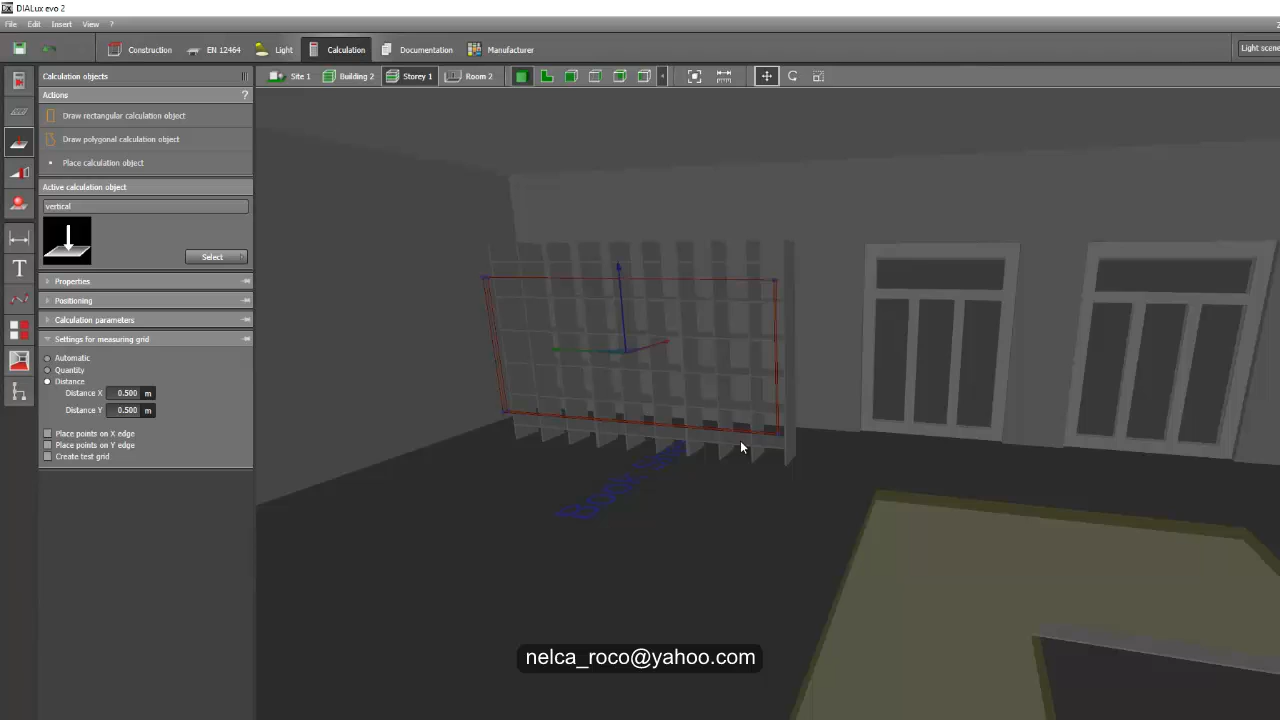 DIALux evo 2
File Edit Insert View ?
Construction EN 12464 Light Calculation Documentation Manufacturer
Light scene
Calculation objects
Site 1 Building 2 Storey 1 Room 2
Actions ?
Draw rectangular calculation object
Draw polygonal calculation object
Place calculation object
Active calculation object
vertical
Select
Properties
Positioning
Calculation parameters
Settings for measuring grid
Automatic
Quantity
Distance
Distance X 0.500 m
Distance Y 0.500 m
Place points on X edge
Place points on Y edge
Create test grid
T
nelca_roco@yahoo.com